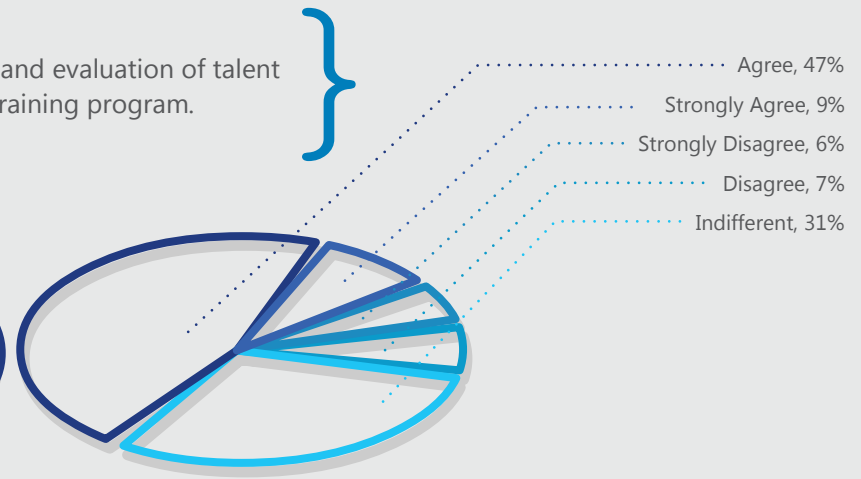 and evaluation of talent
raining program.
Agree, 47%
Strongly Agree, 9%
Strongly Disagree, 6%
Disagree, 7%
Indifferent, 31%